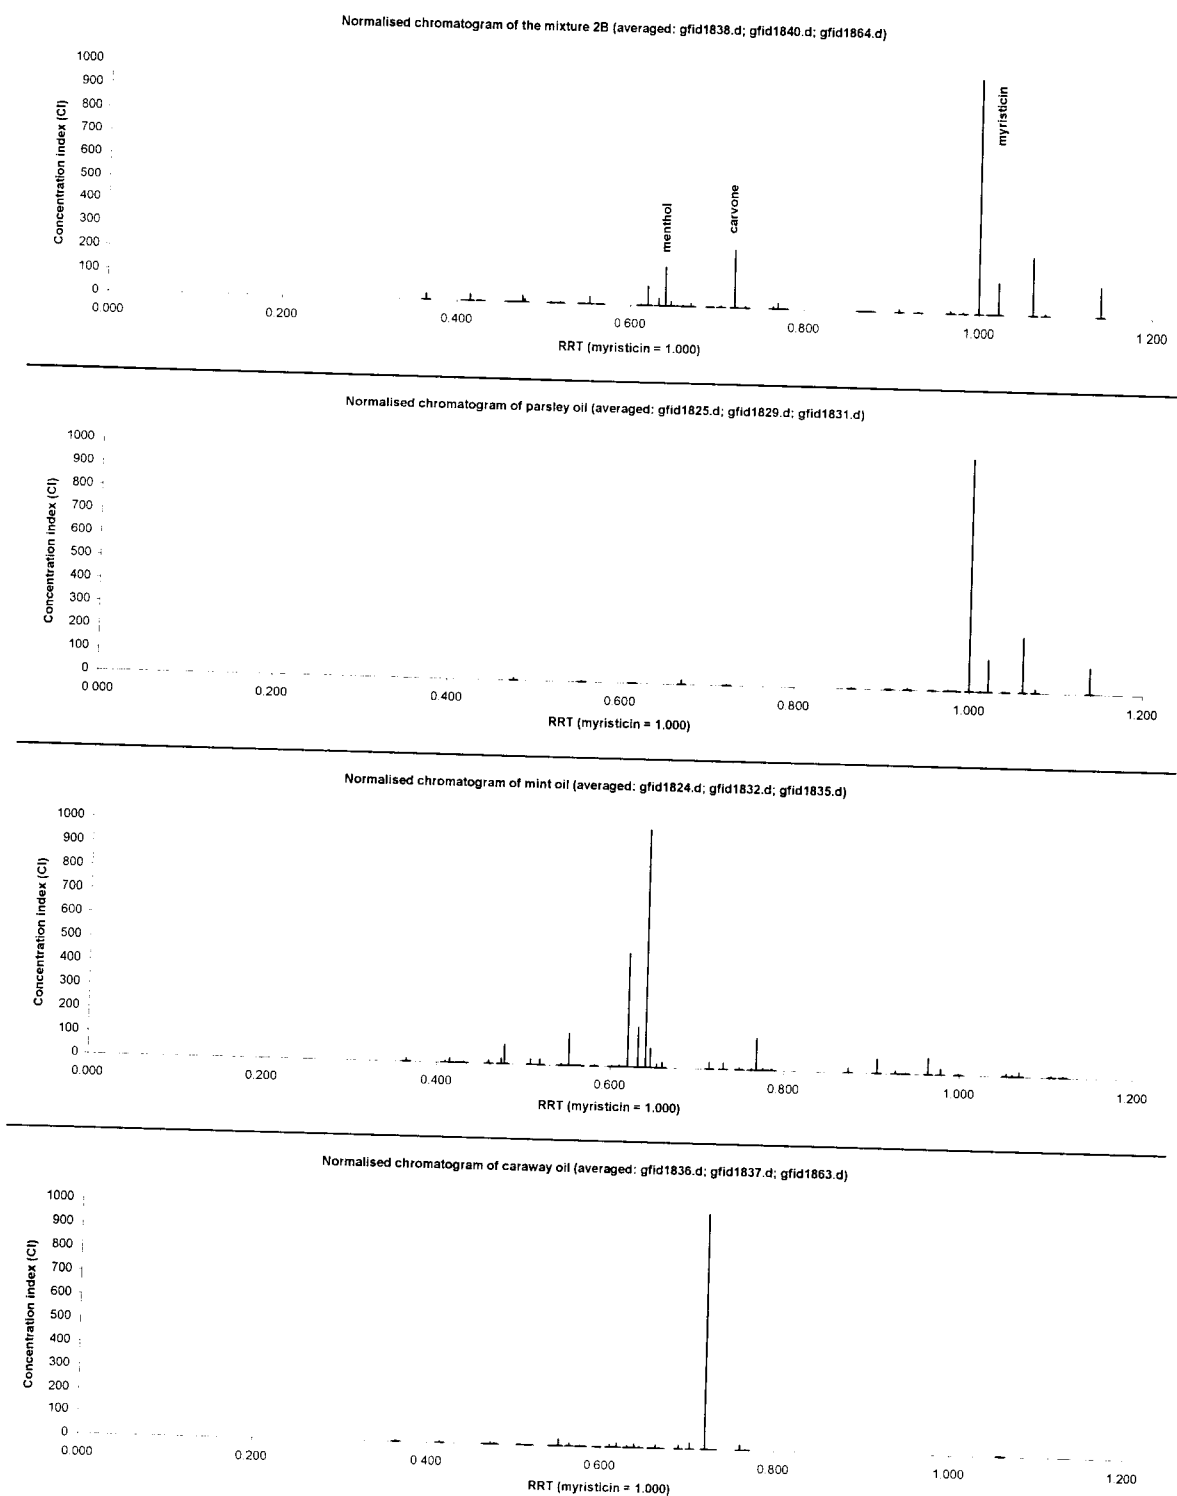 Normalised chromatogram of the mixture 2B (averaged: gfid1838.d; gfid1840.d; gfid1864.d)
Concentration index (CI)
1000
900
800
700
600
500
400
300
200
100
0
menthol
carvone
myristicin
0.000 0.200 0.400 0.600 0.800 1.000 1 200
RRT (myristicin = 1.000)
Normalised chromatogram of parsley oil (averaged: gfid1825.d; gfid1829.d; gfid1831.d)
Concentration index (CI)
1000
900
800
700
600
500
400
300
200
100
0
0 000 0.200 0.400 0 600 0.800 1.000 1.200
RRT (myristicin = 1.000)
Normalised chromatogram of mint oil (averaged: gfid1824.d; gfid1832.d; gfid1835.d)
Concentration index (CI)
1000
900
800
700
600
500
400
300
200
100
0
0.000 0.200 0.400 0.600 0.800 1.000 1.200
RRT (myristicin = 1.000)
Normalised chromatogram of caraway oil (averaged: gfid1836.d; gfid1837.d; gfid1863.d)
Concentration index (CI)
1000
900
800
700
600
500
400
300
200
100
0
0 000 0.200 0 400 0 600 0 800 1.000 1 200
RRT (myristicin = 1.000)